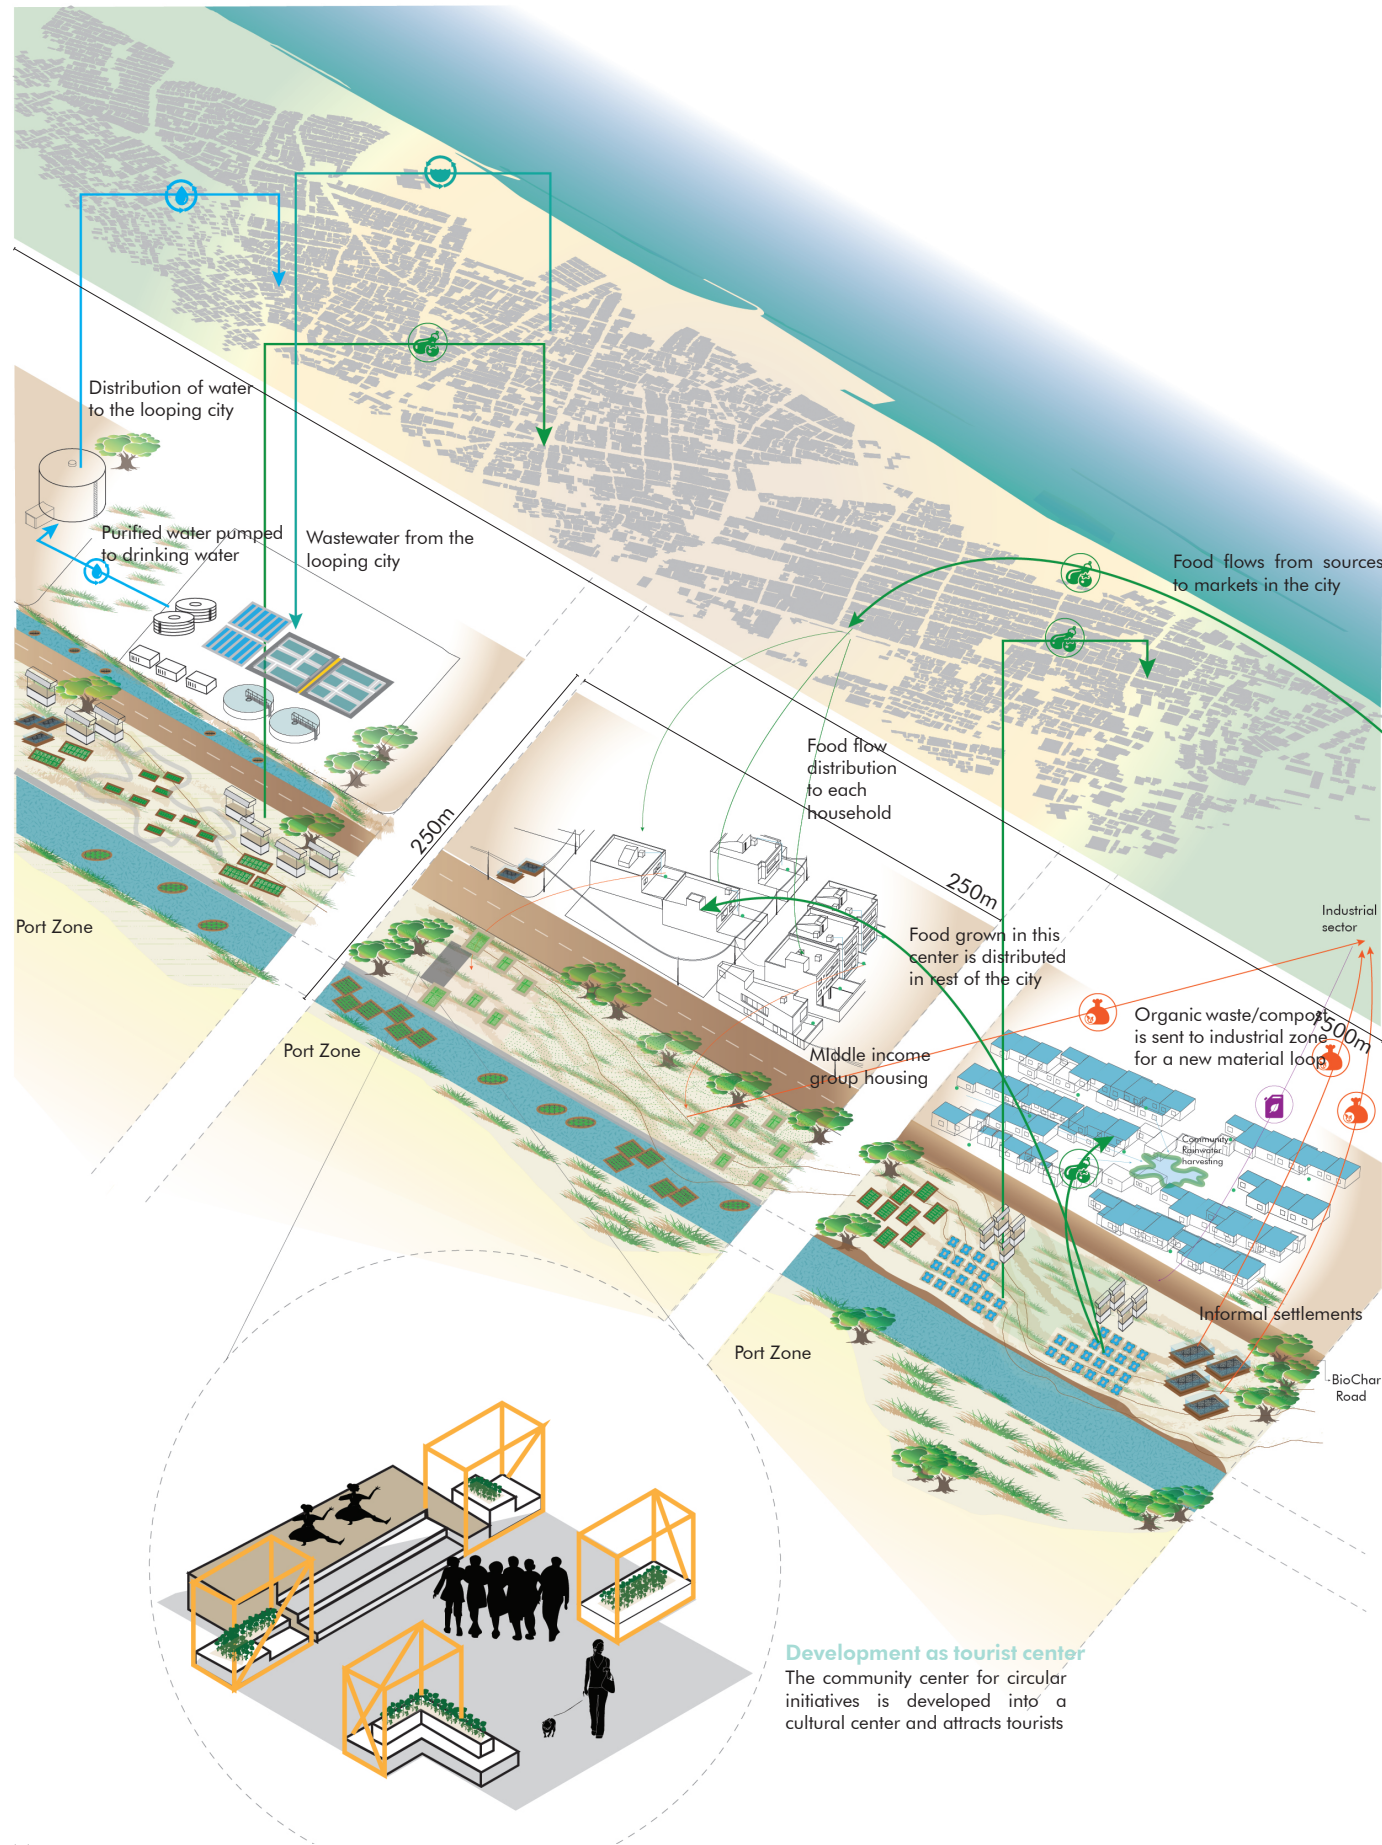 Distribution of water
to the looping city
Purified water pumped
to drinking water
Wastewater from the
looping city
Food flows from sources
to markets in the city
Food flow
distribution
to each
household
250m
250m
Industrial
sector
Port Zone
Food grown in this
center is distributed
in rest of the city
Organic waste/compost
is sent to industrial zone
for a new material loop
1500m
Port Zone
Middle income
group housing
Community
Rainwater
harvesting
Informal settlements
Port Zone
BioChar
Road
Development as tourist center
The community center for circular
initiatives is developed into a
cultural center and attracts tourists